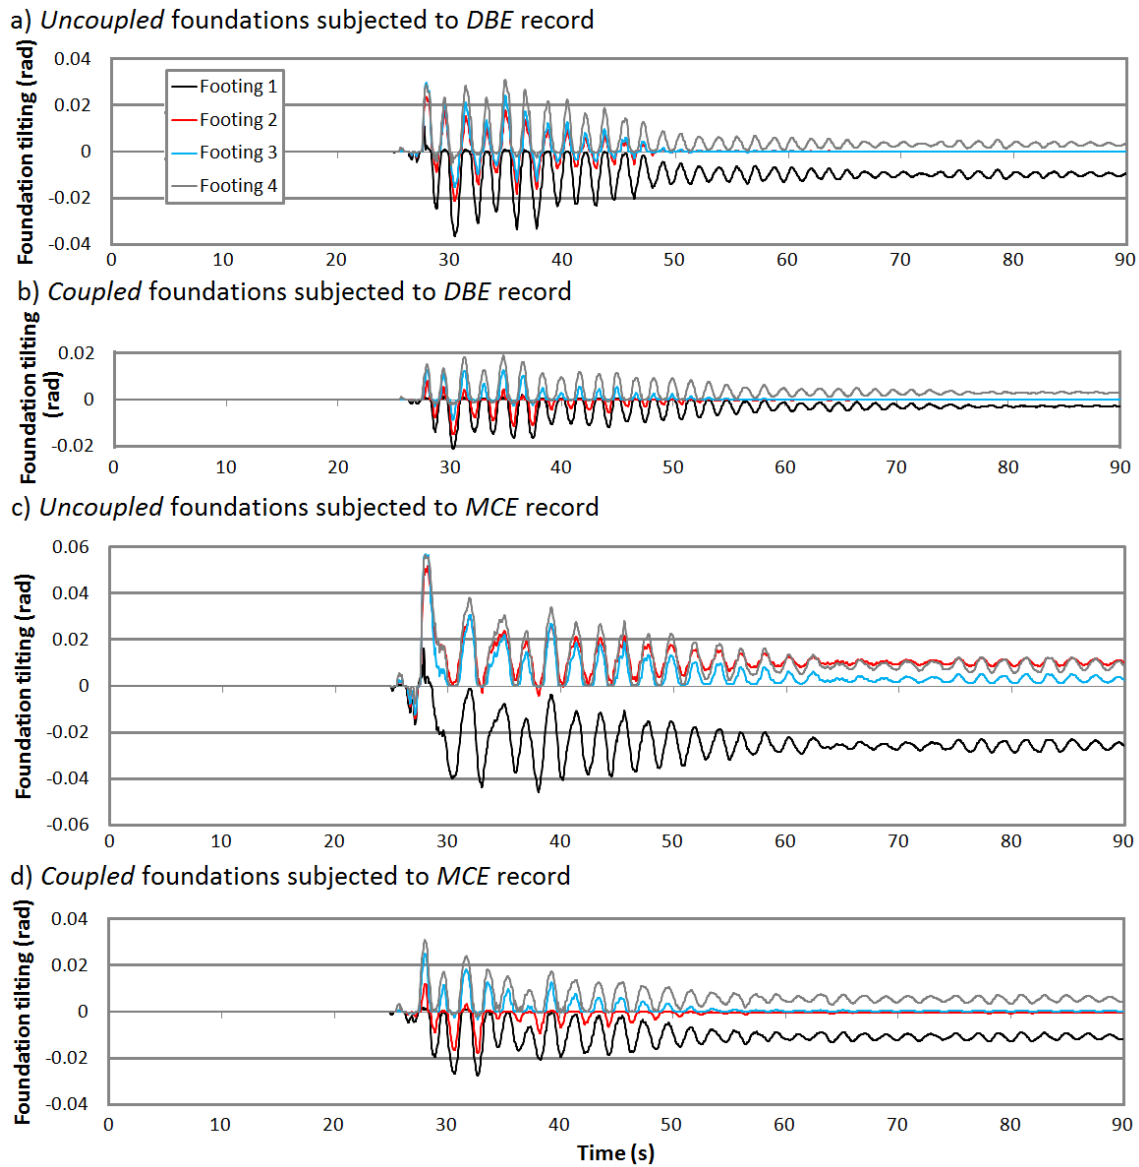 a) Uncoupled foundations subjected to DBE record
Foundation tilting (rad)
0.04
0.02
0
-0.02
-0.04
Footing 1
Footing 2
Footing 3
Footing 4
0 10 20 30 40 50 60 70 80 90
b) Coupled foundations subjected to DBE record
Foundation tilting
(rad)
0.02
0
-0.02
0 10 20 30 40 50 60 70 80 90
c) Uncoupled foundations subjected to MCE record
Foundation tilting (rad)
0.06
0.04
0.02
0
-0.02
-0.04
-0.06
0 10 20 30 40 50 60 70 80 90
d) Coupled foundations subjected to MCE record
Foundation tilting (rad)
0.04
0.02
0
-0.02
-0.04
0 10 20 30 40 50 60 70 80 90
Time (s)